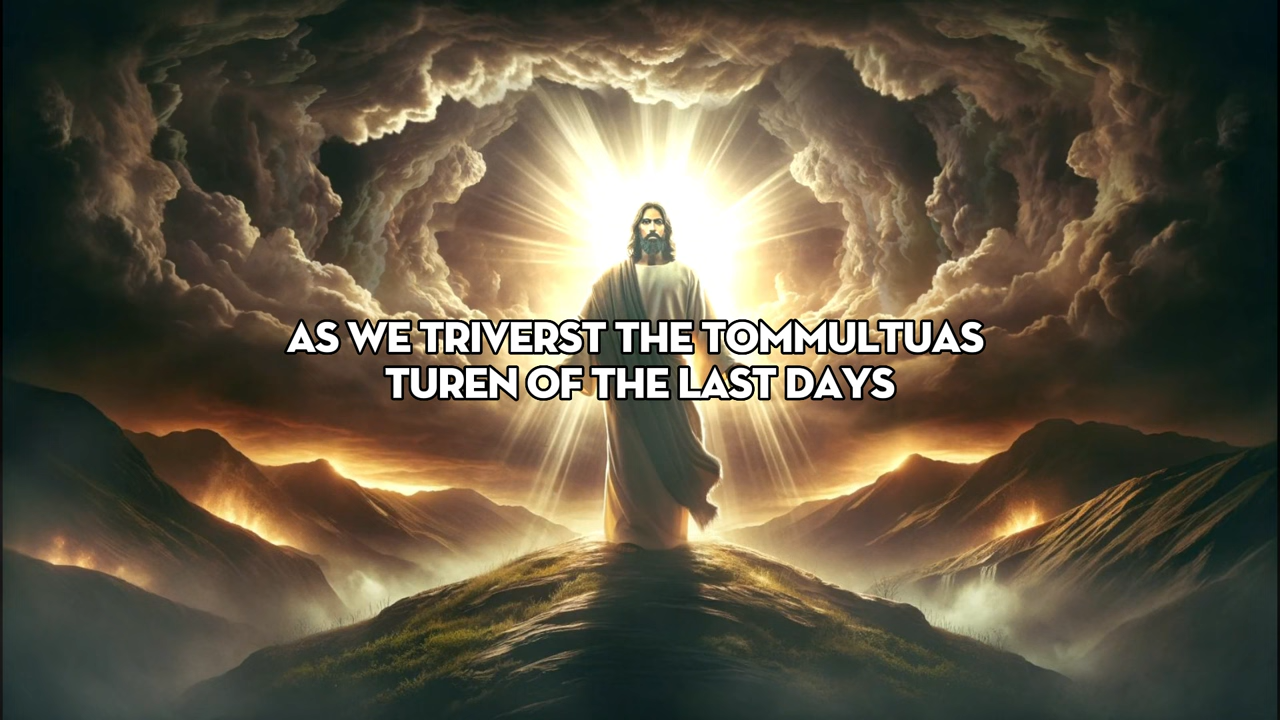 AS WE TRIVERST THE TOMMULTUAS
TUREN OF THE LAST DAYS